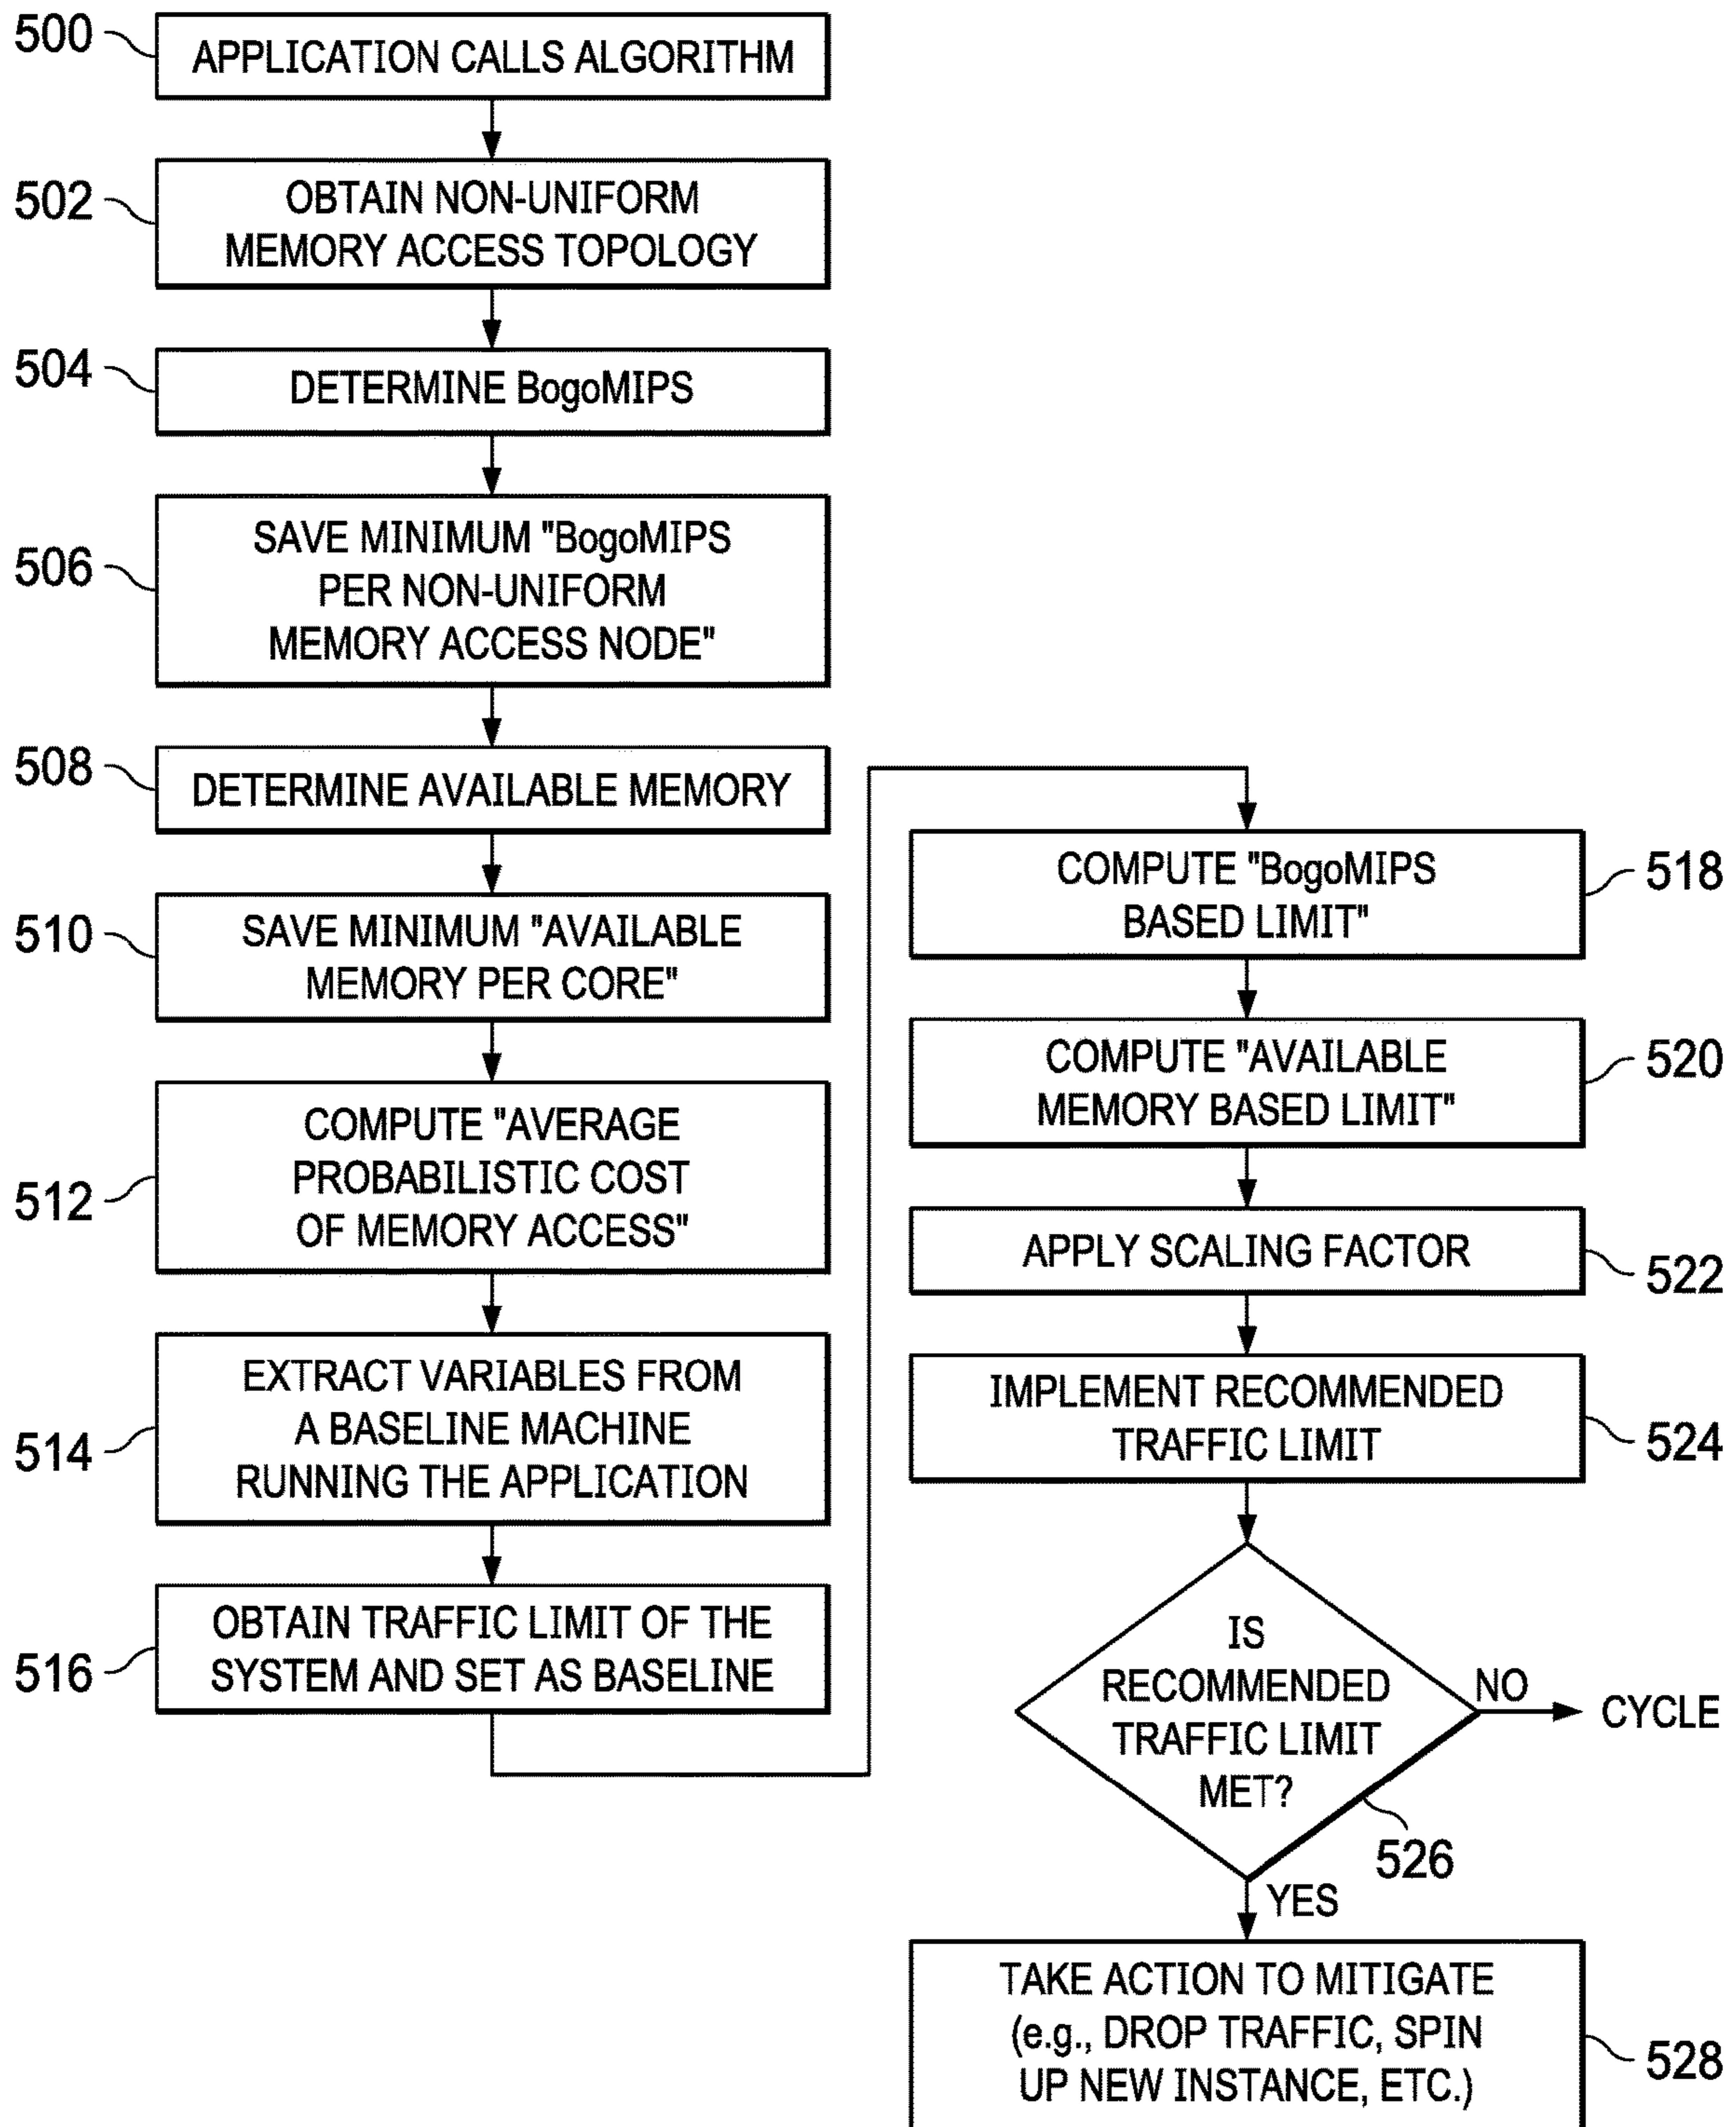 500
APPLICATION CALLS ALGORITHM
502
OBTAIN NON-UNIFORM
MEMORY ACCESS TOPOLOGY
504
DETERMINE BogoMIPS
506
SAVE MINIMUM "BogoMIPS
PER NON-UNIFORM
MEMORY ACCESS NODE"
508
DETERMINE AVAILABLE MEMORY
510
SAVE MINIMUM "AVAILABLE
MEMORY PER CORE"
512
COMPUTE "AVERAGE
PROBABILISTIC COST
OF MEMORY ACCESS"
514
EXTRACT VARIABLES FROM
A BASELINE MACHINE
RUNNING THE APPLICATION
516
OBTAIN TRAFFIC LIMIT OF THE
SYSTEM AND SET AS BASELINE
COMPUTE "BogoMIPS
BASED LIMIT"
518
COMPUTE "AVAILABLE
MEMORY BASED LIMIT"
520
APPLY SCALING FACTOR
522
IMPLEMENT RECOMMENDED
TRAFFIC LIMIT
524
IS
RECOMMENDED
TRAFFIC LIMIT
MET?
526
NO
CYCLE
YES
TAKE ACTION TO MITIGATE
(e.g., DROP TRAFFIC, SPIN
UP NEW INSTANCE, ETC.)
528